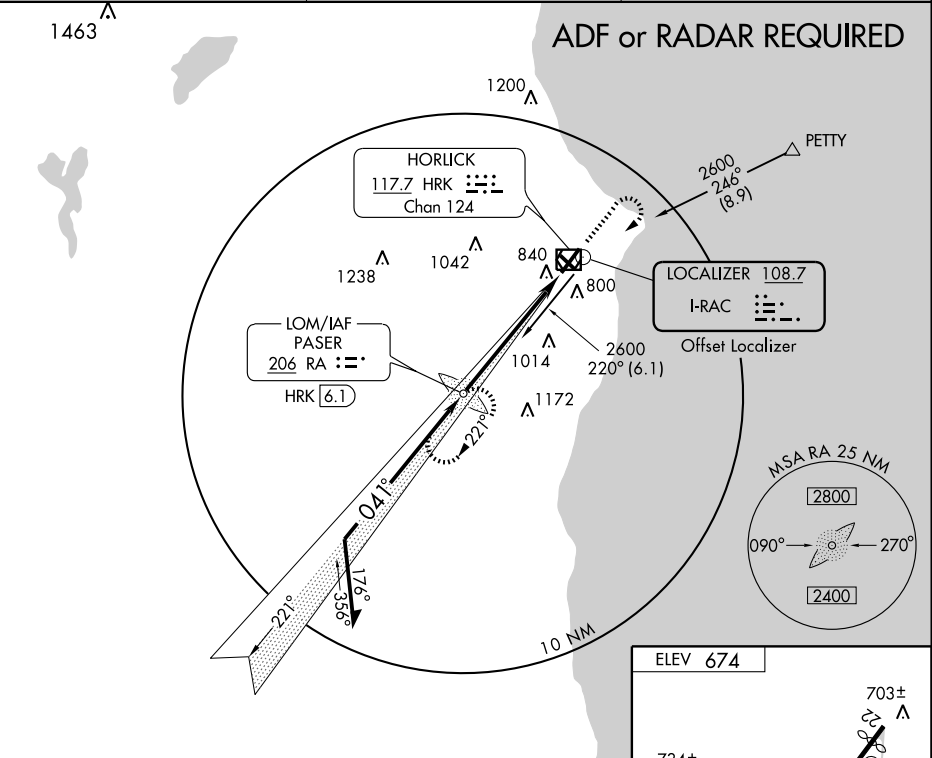 1463
ADF or RADAR REQUIRED
1200
PETTY
2600
246°
(8.9)
HORLICK
117.7 HRK
Chan 124
1238
1042
840
800
LOCALIZER 108.7
I-RAC
Offset Localizer
LOM/IAF
PASER
206 RA
HRK 6.1
1014
2600
220° (6.1)
1172
221°
041°
MSA RA 25 NM
2800
090°
270°
2400
176°
356°
221°
10 NM
ELEV 674
703±
22